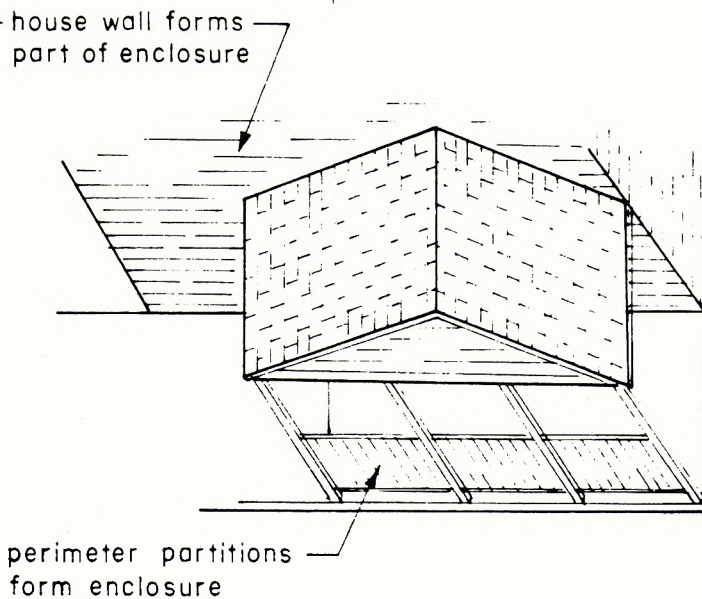 house wall forms
part of enclosure
perimeter partitions
form enclosure